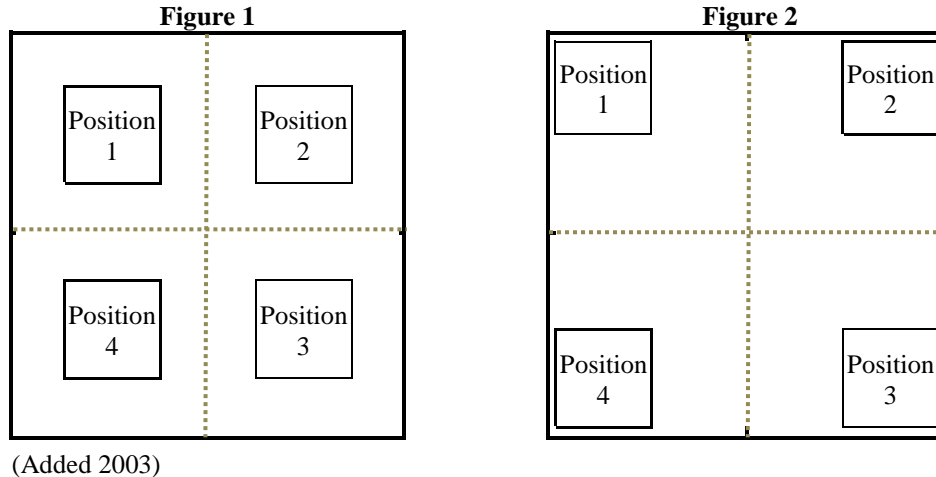 Figure 1
Position
1
Position
2
Position
4
Position
3
Figure 2
Position
1
Position
2
Position
4
Position
3
(Added 2003)